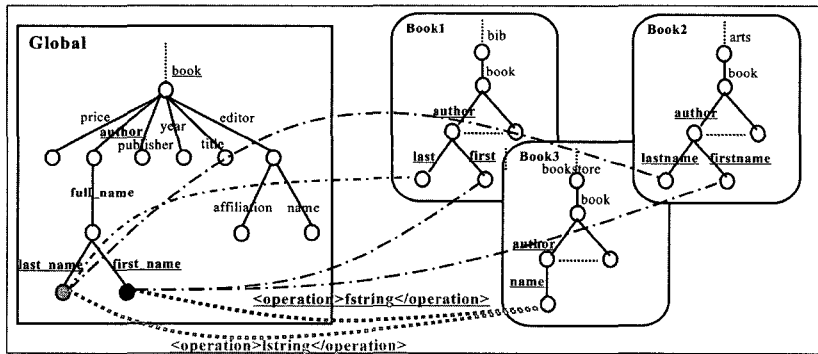 Global
book
price
author
publisher
year
title
editor
full_name
affiliation
name
last_name
first_name
Book1
bib
book
author
last
first
Book2
arts
book
author
lastname
firstname
Book3
bookstore
book
author
name
<operation>fstring</operation>
<operation>lstring</operation>